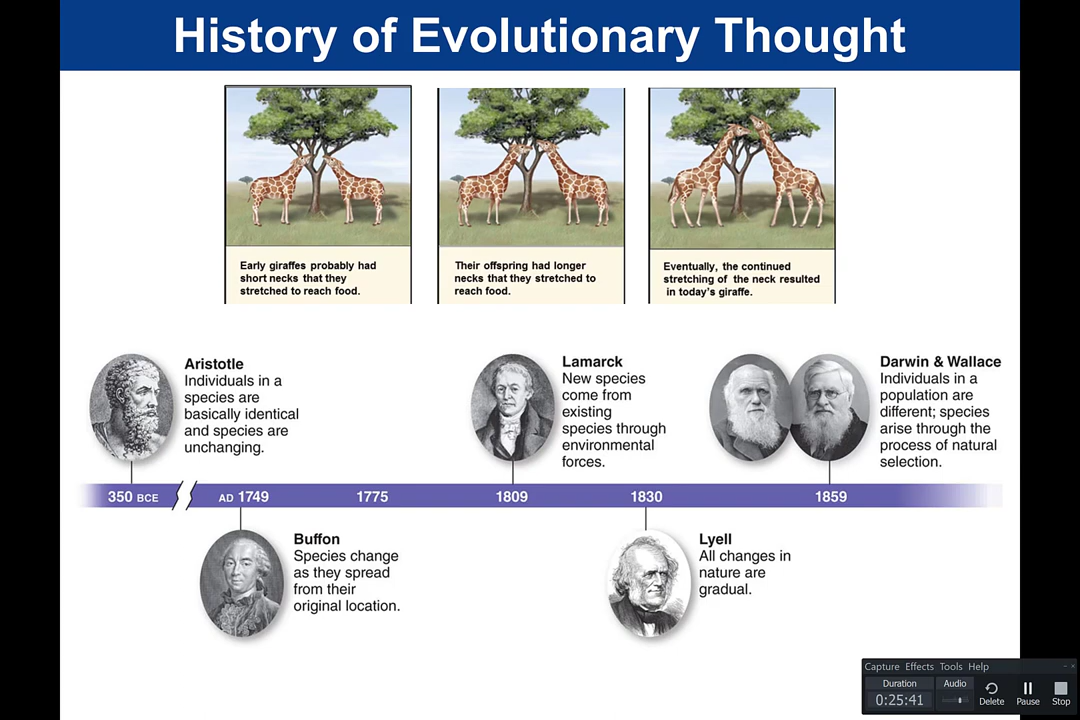 History of Evolutionary Thought
Early giraffes probably had
short necks that they
stretched to reach food.
Their offspring had longer
necks that they stretched to
reach food.
Eventually, the continued
stretching of the neck resulted
in today's giraffe.
Aristotle
Individuals in a
species are
basically identical
and species are
unchanging.
Lamarck
New species
come from
existing
species through
environmental
forces.
Darwin & Wallace
Individuals in a
population are
different; species
arise through the
process of natural
selection.
350 BCE
AD 1749
1775
1809
1830
1859
Buffon
Species change
as they spread
from their
original location.
Lyell
All changes in
nature are
gradual.
Capture Effects Tools Help
Duration
Audio
0:25:41
Delete
Pause
Stop